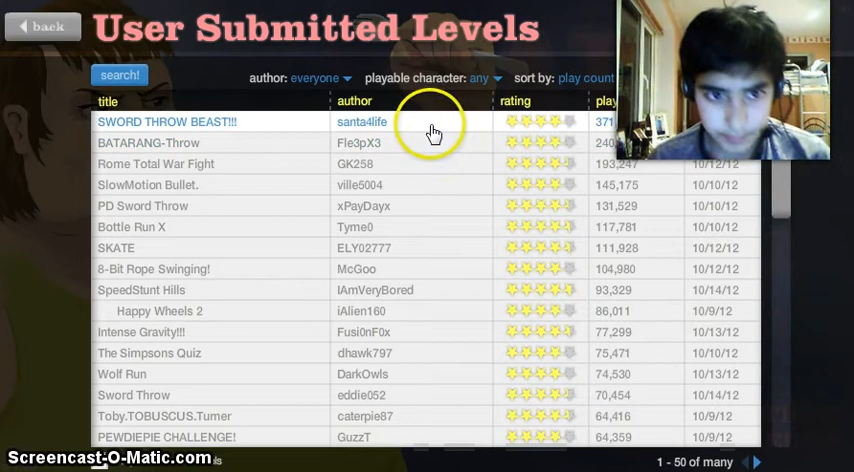 back
User Submitted Levels
search!
author: everyone playable character: any sort by: play count
title author rating play
SWORD THROW BEAST!!! santa4life 371
BATARANG-Throw Fle3pX3 240
Rome Total War Fight GK258 193,247 10/12/12
SlowMotion Bullet. ville5004 145,175 10/10/12
PD Sword Throw xPayDayx 131,529 10/10/12
Bottle Run X Tyme0 117,781 10/12/12
SKATE ELY02777 111,928 10/12/12
8-Bit Rope Swinging! McGoo 104,980 10/12/12
SpeedStunt Hills IAmVeryBored 93,329 10/14/12
Happy Wheels 2 iAlien160 86,011 10/9/12
Intense Gravity!!! Fusi0nF0x 77,299 10/13/12
The Simpsons Quiz dhawk797 75,471 10/10/12
Wolf Run DarkOwls 74,530 10/13/12
Sword Throw eddie052 70,454 10/14/12
Toby.TOBUSCUS.Turner caterpie87 64,416 10/9/12
PEWDIEPIE CHALLENGE! GuzzT 64,359 10/9/12
Screencast-O-Matic.com
1 - 50 of many